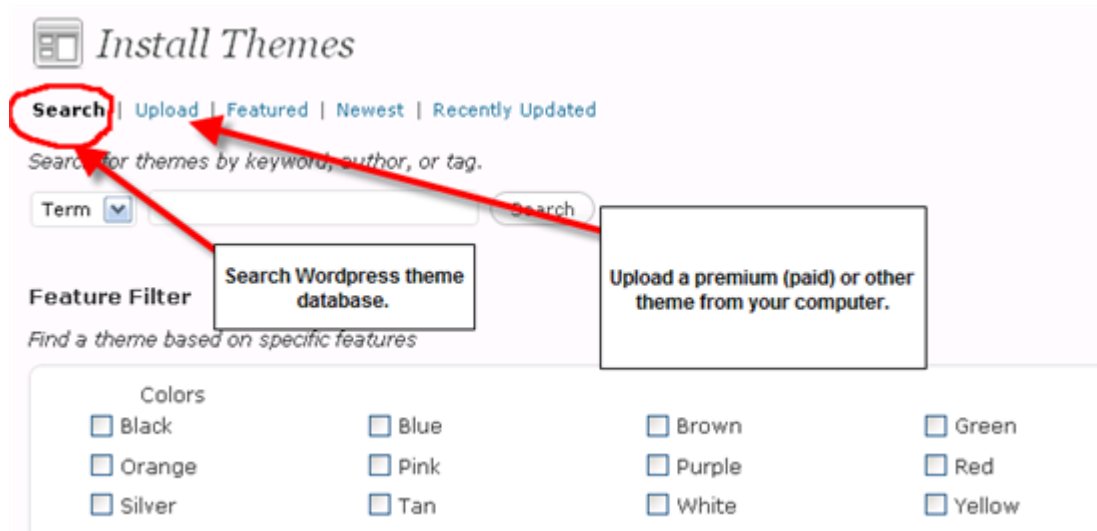 Install Themes
Search | Upload | Featured | Newest | Recently Updated
Search for themes by keyword, author, or tag.
Term
Search
Search Wordpress theme
database.
Upload a premium (paid) or other
theme from your computer.
Feature Filter
Find a theme based on specific features
Colors
Black Blue Brown Green
Orange Pink Purple Red
Silver Tan White Yellow